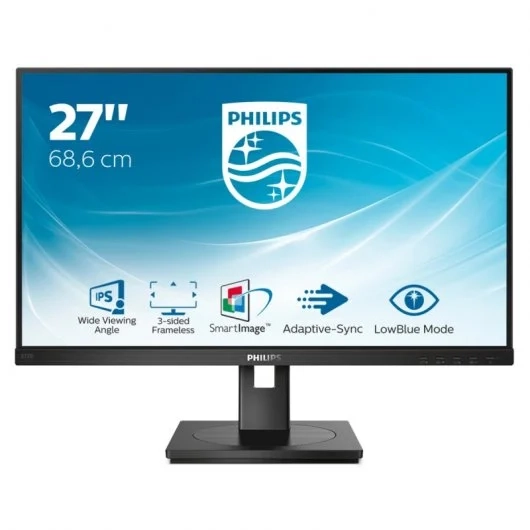 27"
68,6 cm
PHILIPS
IPS
Wide Viewing
Angle
3-sided
Frameless
SmartImage™
Adaptive-Sync
LowBlue Mode
PHILIPS